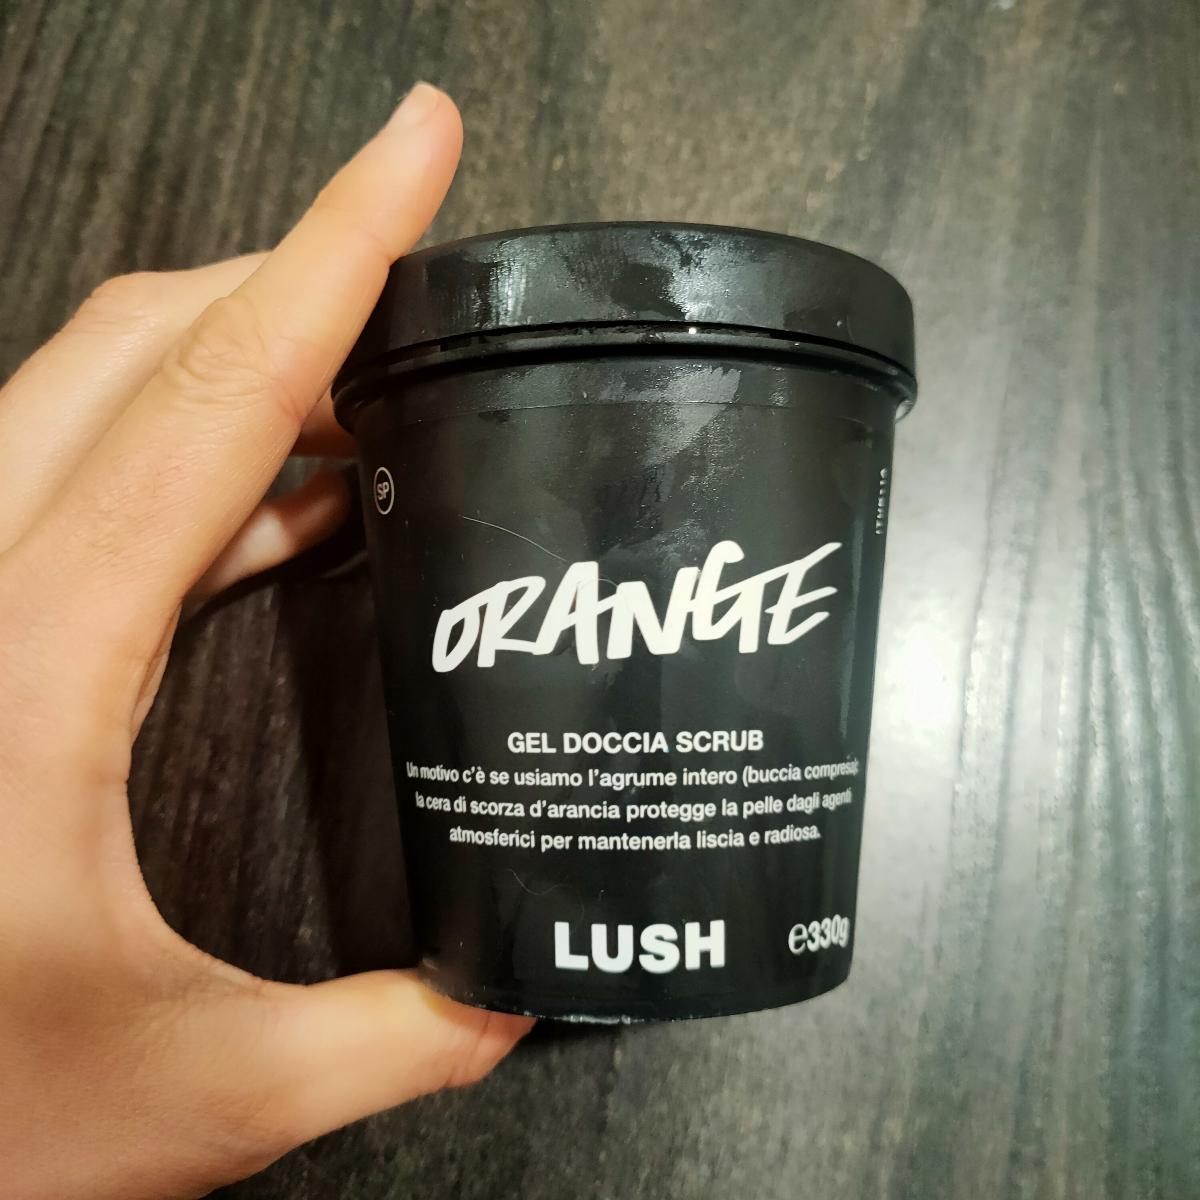 SP
ORANGE
GEL DOCCIA SCRUB
Un motivo c'è se usiamo l'agrume intero (buccia compresa):
la cera di scorza d'arancia protegge la pelle dagli agenti
atmosferici per mantenerla liscia e radiosa.
LUSH
℮330g